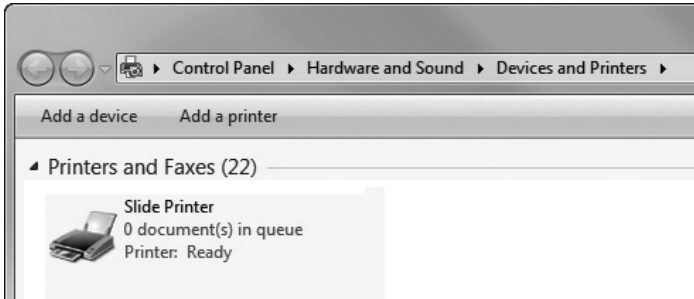 Control Panel Hardware and Sound Devices and Printers
Add a device Add a printer
Printers and Faxes (22)
Slide Printer
0 document(s) in queue
Printer: Ready